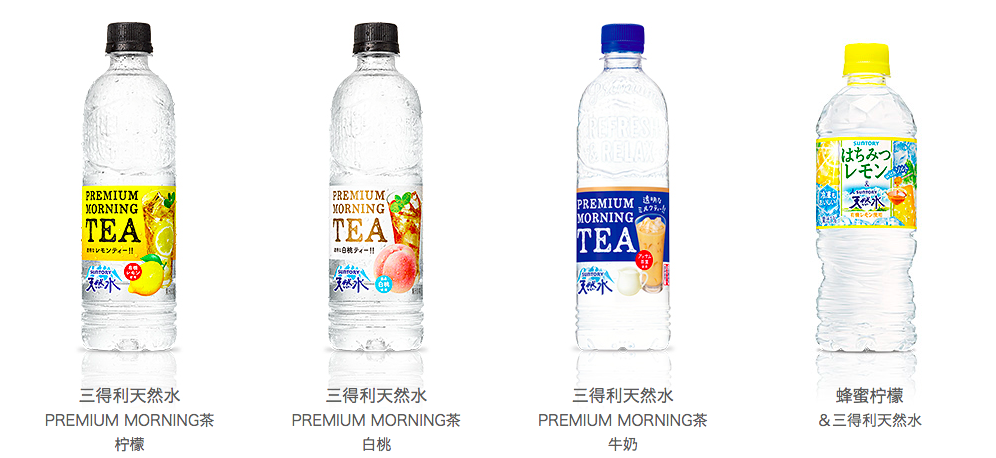 PREMIUM
MORNING
TEA
レモンティー!!
有機
レモン
SUNTORY
天然水
PREMIUM
MORNING
TEA
白桃ティー!!
SUNTORY
天然水
白桃
REFRESH
& RELAX
透明な
ミルクティー!!
PREMIUM
MORNING
TEA
SUNTORY
天然水
SUNTORY
はちみつ
レモン
&
SUNTORY
天然水
三得利天然水
PREMIUM MORNING茶
柠檬
三得利天然水
PREMIUM MORNING茶
白桃
三得利天然水
PREMIUM MORNING茶
牛奶
蜂蜜柠檬
＆三得利天然水